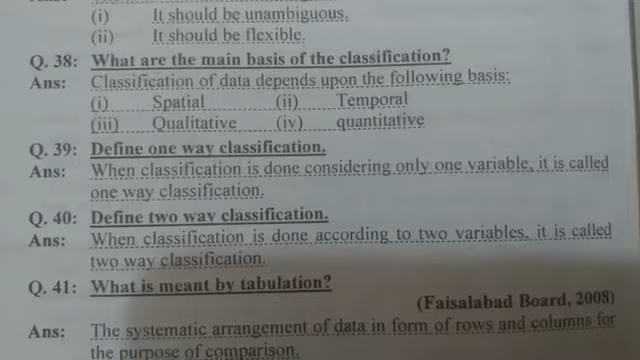 (i) It should be unambiguous.
(ii) It should be flexible.
Q. 38: What are the main basis of the classification?
Ans: Classification of data depends upon the following basis:
(i) Spatial (ii) Temporal
(iii) Qualitative (iv) quantitative
Q. 39: Define one way classification.
Ans: When classification is done considering only one variable, it is called
one way classification.
Q. 40: Define two way classification.
Ans: When classification is done according to two variables, it is called
two way classification.
Q. 41: What is meant by tabulation?
(Faisalabad Board, 2008)
Ans: The systematic arrangement of data in form of rows and columns for
the purpose of comparison.